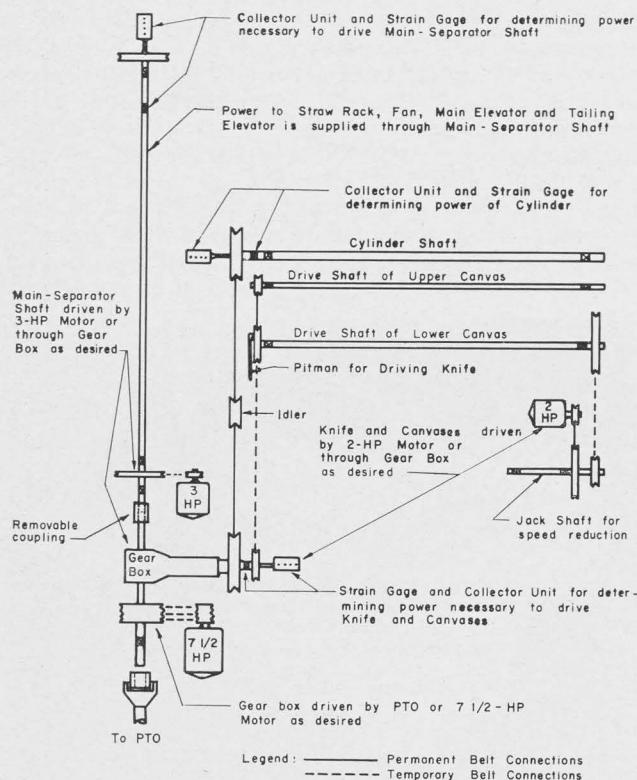 Collector Unit and Strain Gage for determining power
necessary to drive Main-Separator Shaft
Power to Straw Rack, Fan, Main Elevator and Tailing
Elevator is supplied through Main-Separator Shaft
Collector Unit and Strain Gage for
determining power of Cylinder
Cylinder Shaft
Drive Shaft of Upper Canvas
Main-Separator
Shaft driven by
3-HP Motor or
through Gear
Box as desired
Drive Shaft of Lower Canvas
Pitman for Driving Knife
Idler
Knife and Canvases driven
by 2-HP Motor or
through Gear Box
as desired
2
HP
3
HP
Removable
coupling
Jack Shaft for
speed reduction
Gear
Box
Strain Gage and Collector Unit for deter-
mining power necessary to drive
Knife and Canvases
7 1/2
HP
Gear box driven by PTO or 7 1/2-HP
Motor as desired
To PTO
Legend: Permanent Belt Connections
Temporary Belt Connections